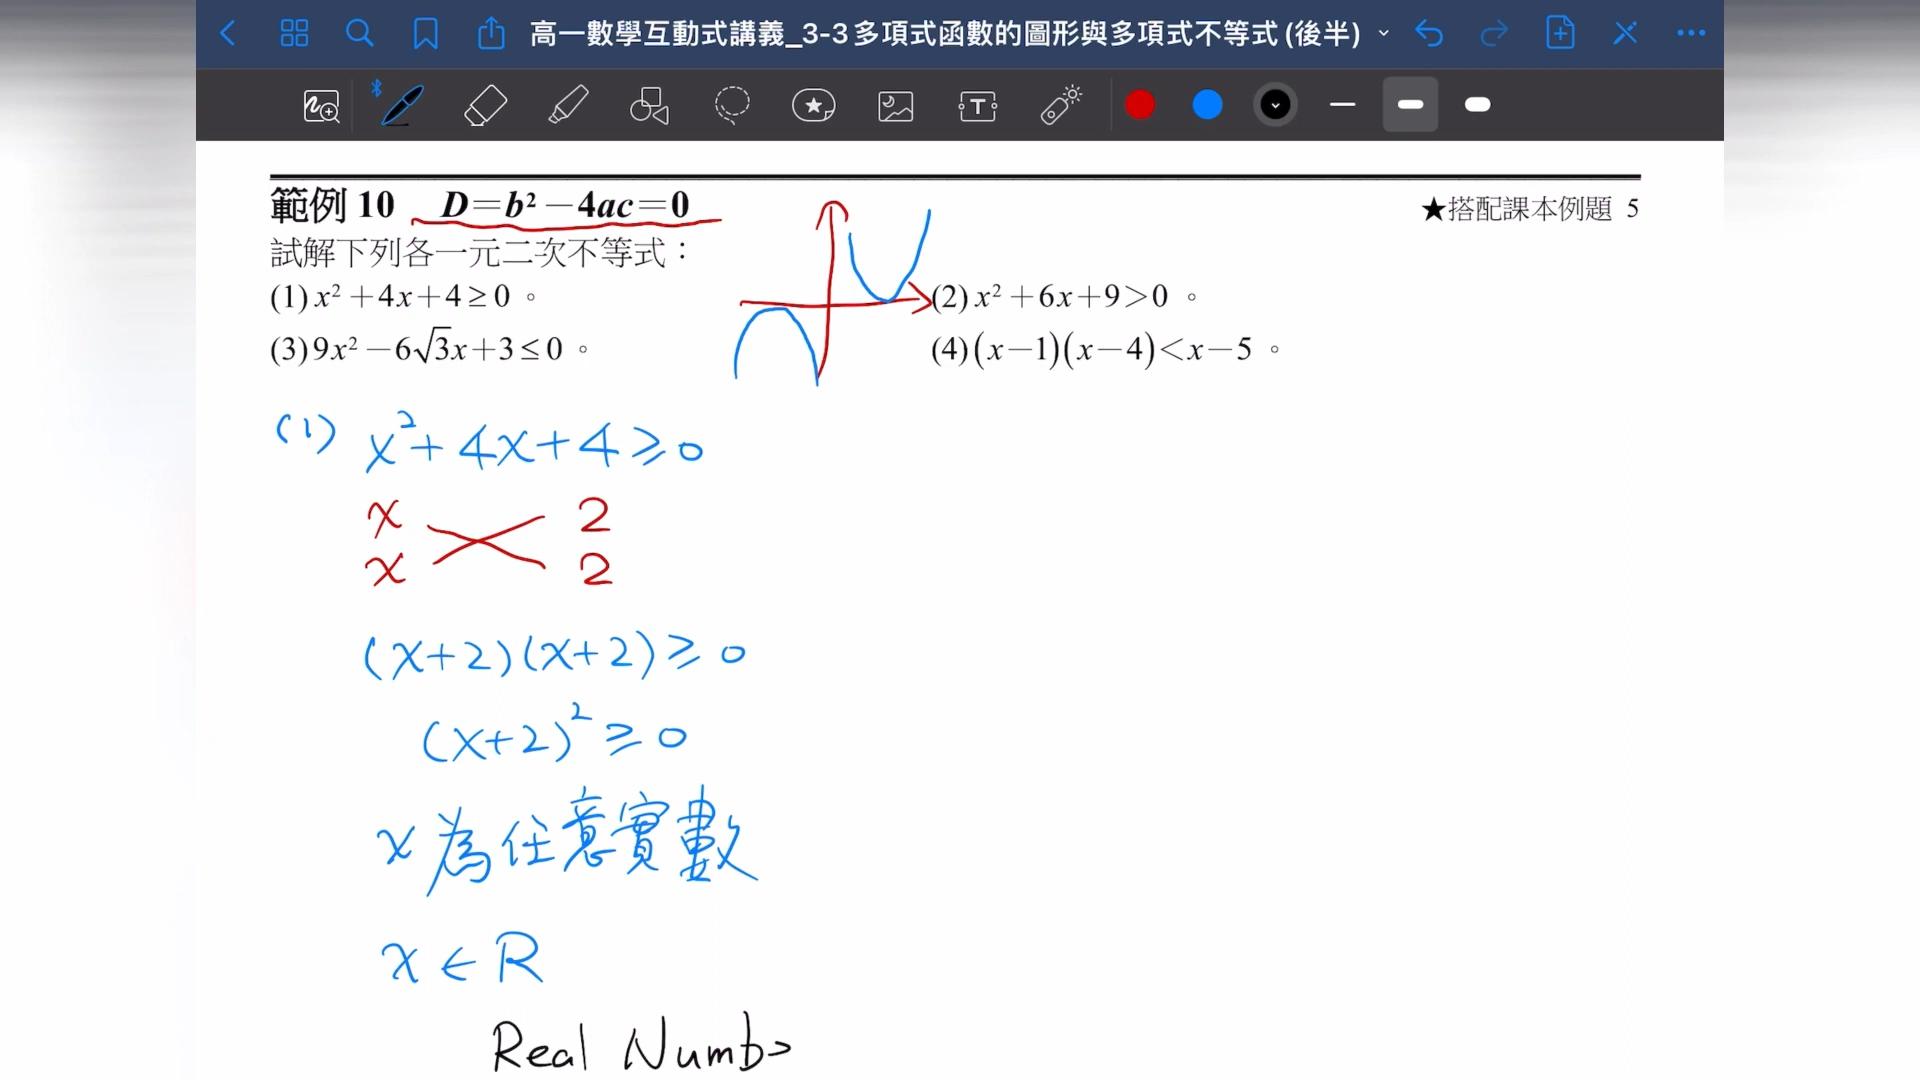 高一數學互動式講義_3-3多項式函數的圖形與多項式不等式(後半)
範例 10 D=b²−4ac=0
★搭配課本例題 5
試解下列各一元二次不等式：
(1) x²+4x+4≥0。
(2) x²+6x+9>0。
(3) 9x²−6√3x+3≤0。
(4) (x−1)(x−4)<x−5。
(1) x²+4x+4≥0
x 2
x 2
(x+2)(x+2)≥0
(x+2)²≥0
x為任意實數
x∈R
Real Numb